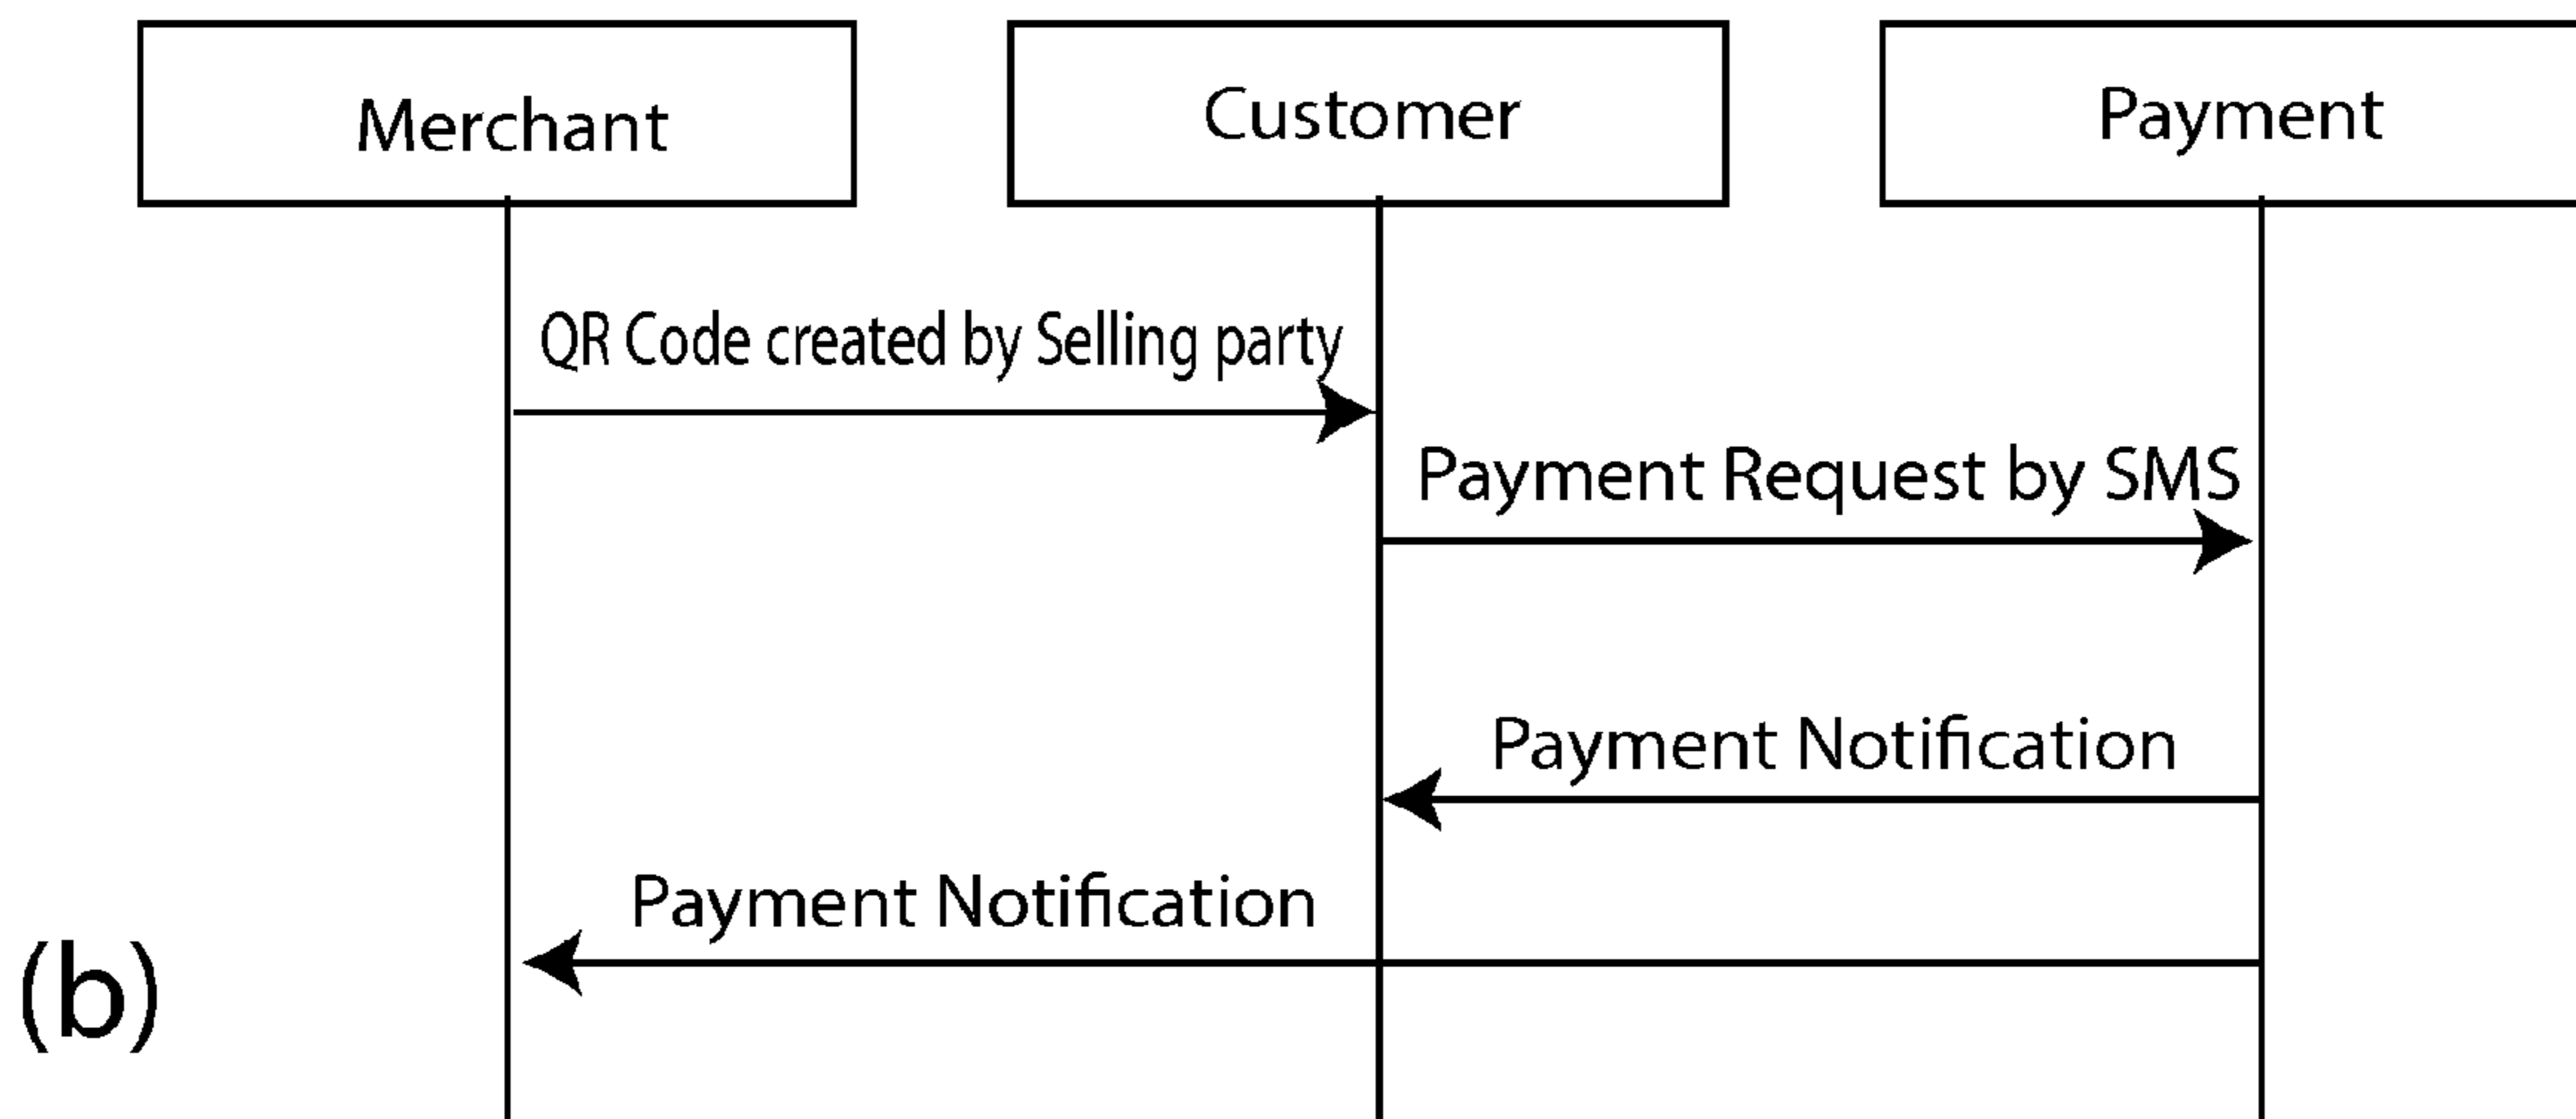 Merchant
Customer
Payment
QR Code created by Selling party
Payment Request by SMS
Payment Notification
Payment Notification
(b)